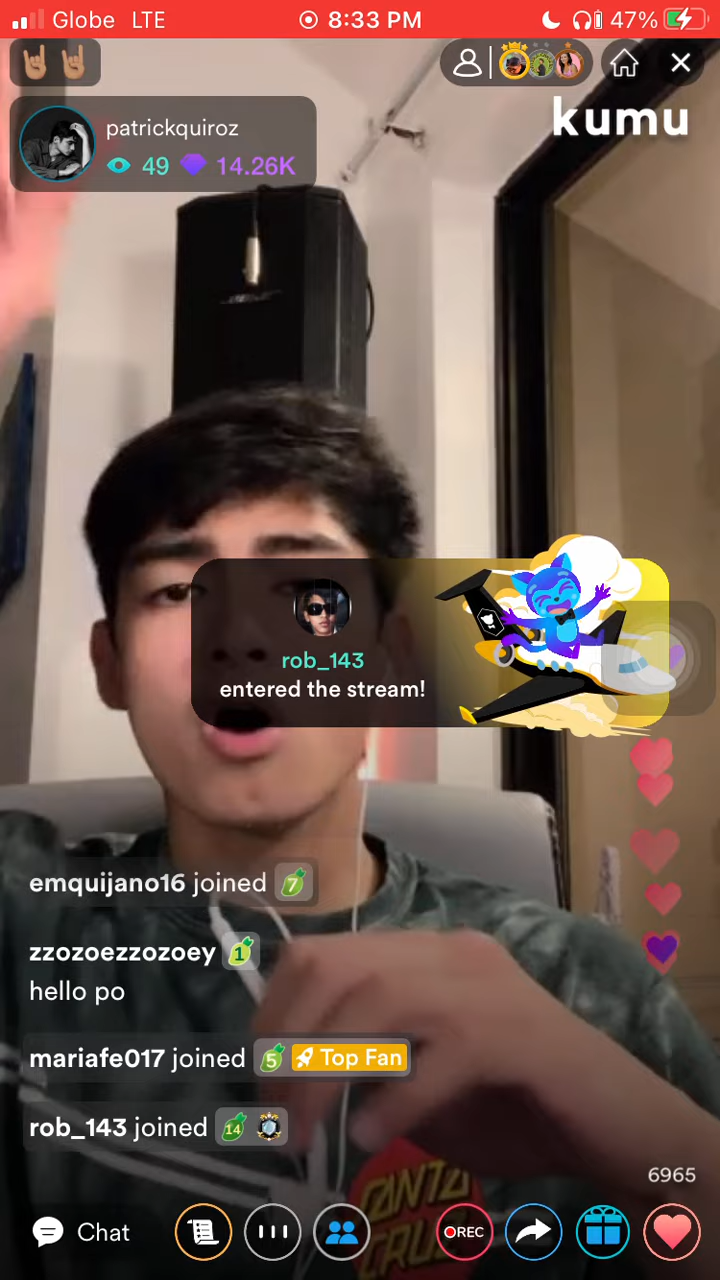 Globe LTE 8:33 PM 47%
patrickquiroz
49 14.26K
kumu
rob_143
entered the stream!
emquijano16 joined 7
zzozoezzozoey 1
hello po
mariafe017 joined 5 Top Fan
rob_143 joined 14
6965
Chat REC
SANTA
CRUZ